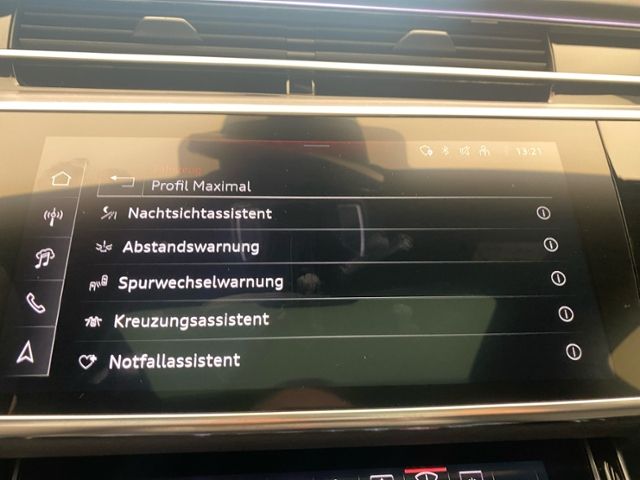 13:21
Profil Maximal
Nachtsichtassistent
Abstandswarnung
Spurwechselwarnung
Kreuzungsassistent
Notfallassistent